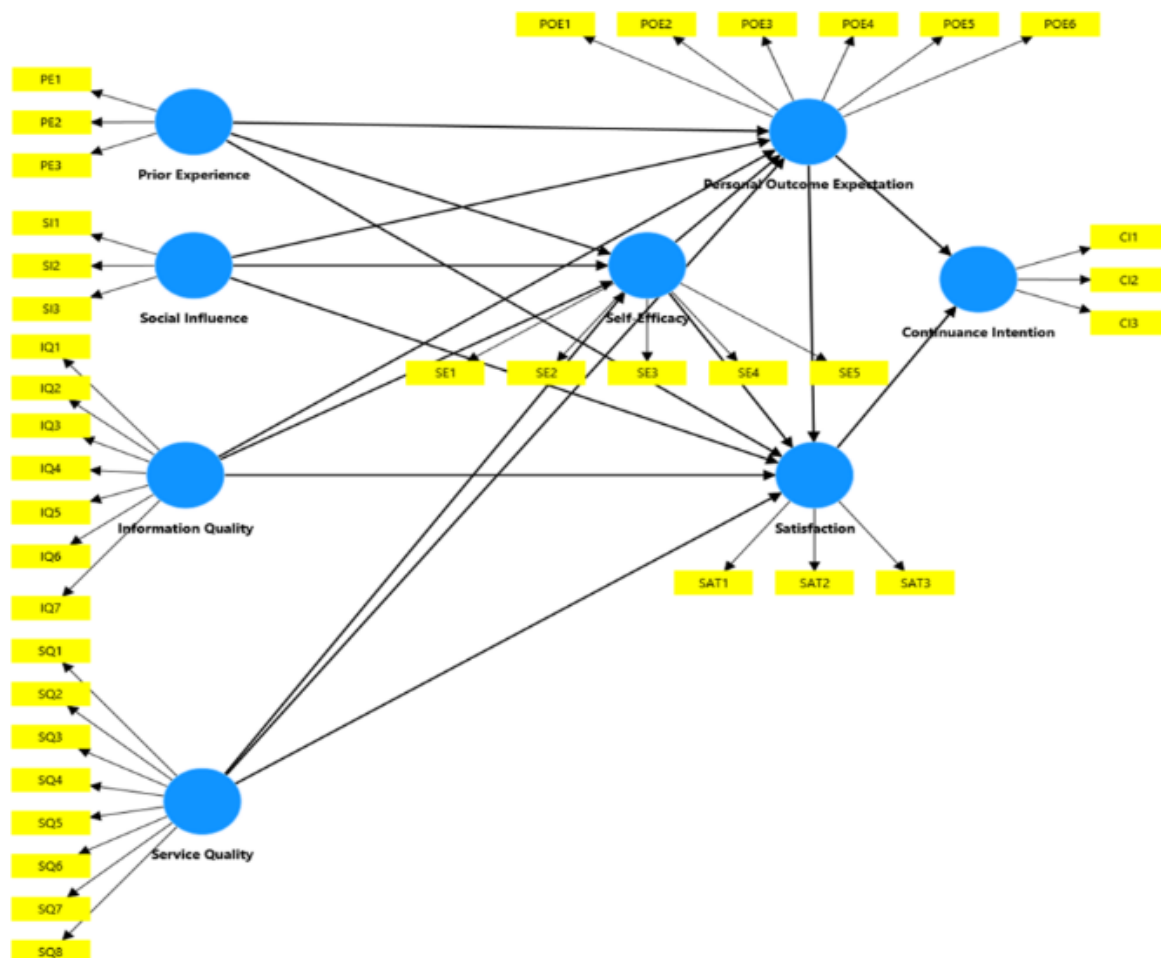 POE1 POE2 POE3 POE4 POE5 POE6
PE1
PE2
PE3
Prior Experience
Personal Outcome Expectation
SI1
SI2
SI3
Social Influence
Self-Efficacy
CI1
CI2
CI3
Continuance Intention
SE1 SE2 SE3 SE4 SE5
IQ1
IQ2
IQ3
IQ4
IQ5
IQ6
IQ7
Information Quality
Satisfaction
SAT1 SAT2 SAT3
SQ1
SQ2
SQ3
SQ4
SQ5
SQ6
SQ7
SQ8
Service Quality